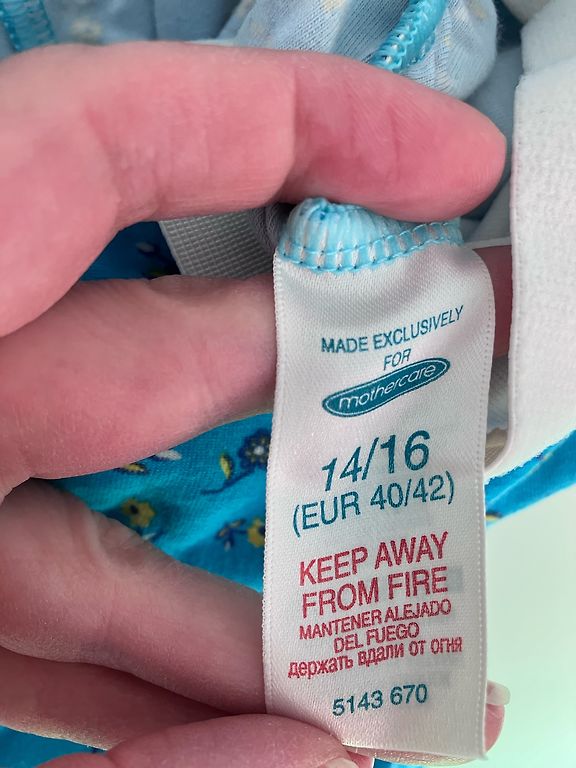 MADE EXCLUSIVELY
FOR
mothercare
14/16
(EUR 40/42)
KEEP AWAY
FROM FIRE
MANTENER ALEJADO
DEL FUEGO
держать вдали от огня
5143 670